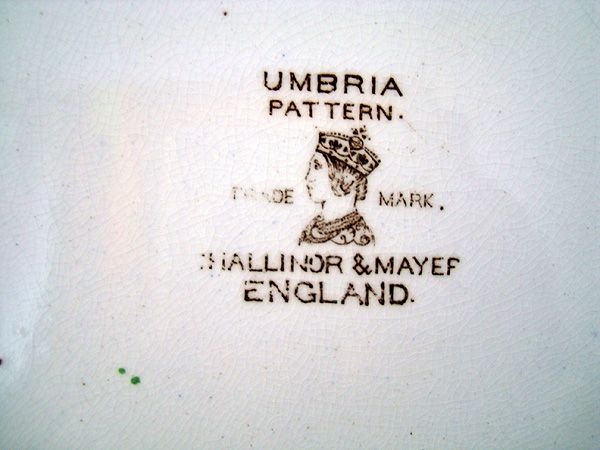 UMBRIA
PATTERN.
TRADE MARK.
CHALLINOR & MAYER
ENGLAND.